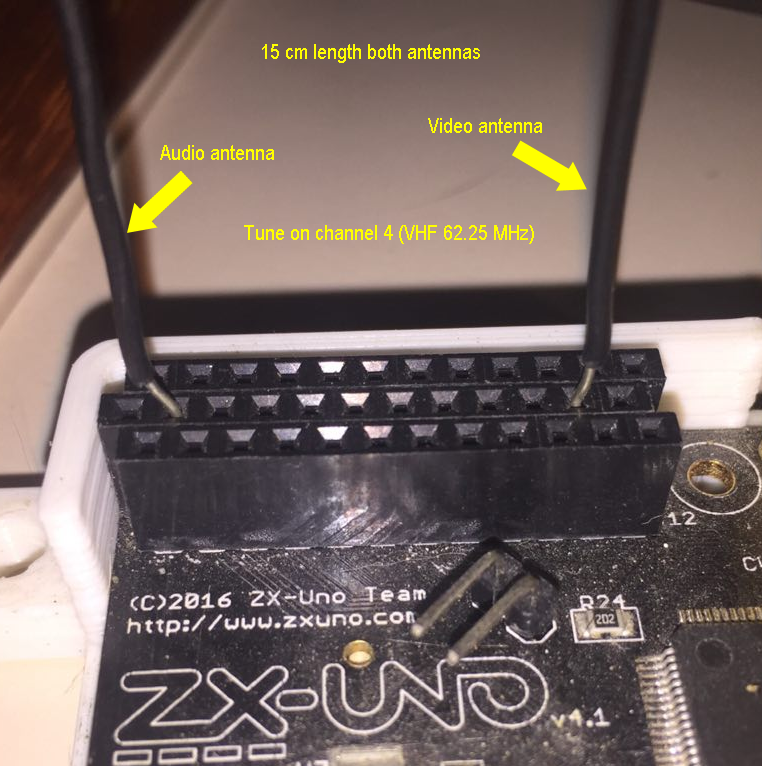 15 cm length both antennas
Video antenna
Audio antenna
Tune on channel 4 (VHF 62.25 MHz)
12
(C)2016 ZX-Uno Team
R24
http://www.zxuno.com
202
ZX-UNO
v4.1